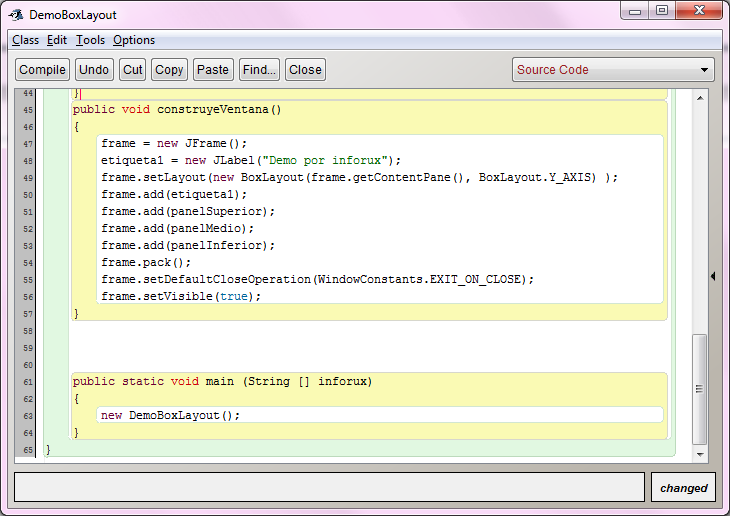 DemoBoxLayout
Class Edit Tools Options
Compile Undo Cut Copy Paste Find... Close Source Code
44 }
45 public void construyeVentana()
46 {
47 frame = new JFrame();
48 etiqueta1 = new JLabel("Demo por inforux");
49 frame.setLayout(new BoxLayout(frame.getContentPane(), BoxLayout.Y_AXIS) );
50 frame.add(etiqueta1);
51 frame.add(panelSuperior);
52 frame.add(panelMedio);
53 frame.add(panelInferior);
54 frame.pack();
55 frame.setDefaultCloseOperation(WindowConstants.EXIT_ON_CLOSE);
56 frame.setVisible(true);
57 }
58
59
60
61 public static void main (String [] inforux)
62 {
63 new DemoBoxLayout();
64 }
65 }
changed